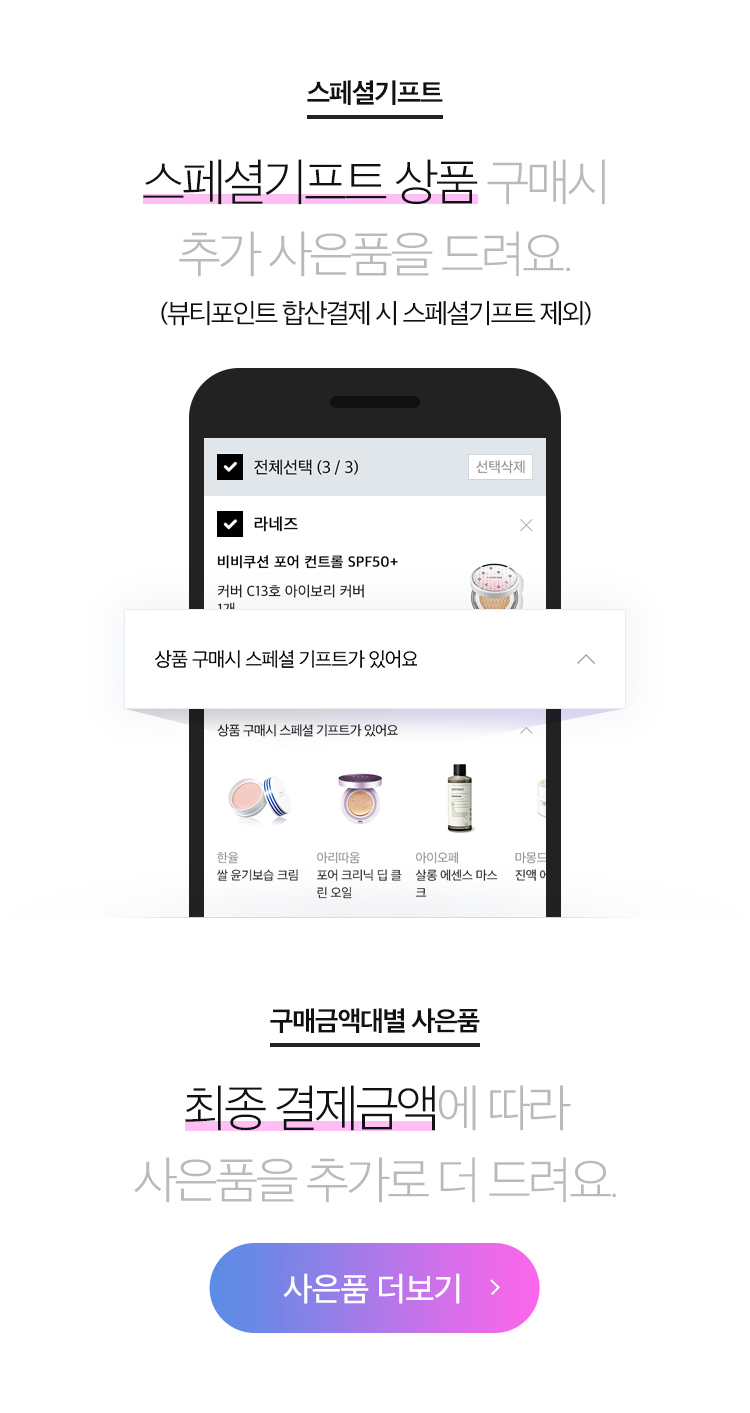 스페셜기프트
스페셜기프트 상품 구매시
추가 사은품을 드려요.
(뷰티포인트 합산결제 시 스페셜기프트 제외)
전체선택 (3 / 3)
선택삭제
라네즈
비비쿠션 포어 컨트롤 SPF50+
커버 C13호 아이보리 커버
1개
상품 구매시 스페셜 기프트가 있어요
상품 구매시 스페셜 기프트가 있어요
한율
쌀 윤기보습 크림
아리따움
포어 크리닉 딥 클
린 오일
아이오페
살롱 에센스 마스
크
마몽드
진액
구매금액대별 사은품
최종 결제금액에 따라
사은품을 추가로 더 드려요.
사은품 더보기